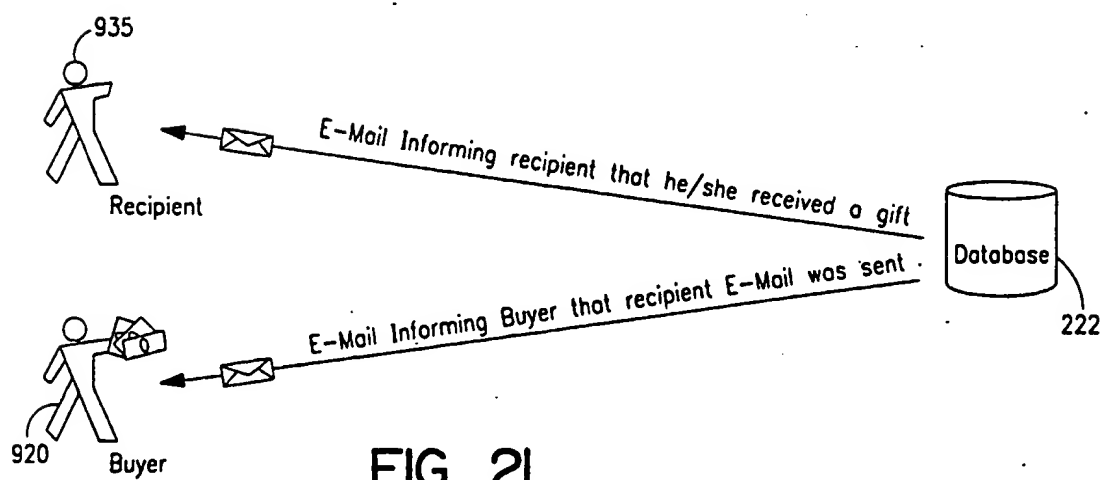 935
Recipient
E-Mail Informing recipient that he/she received a gift
Database
222
E-Mail Informing Buyer that recipient E-Mail was sent
920
Buyer
FIG. 21